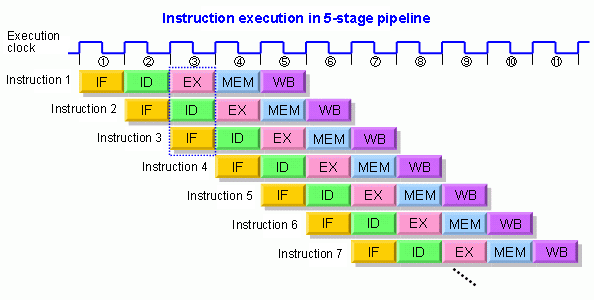 Instruction execution in 5-stage pipeline
Execution
clock
① ② ③ ④ ⑤ ⑥ ⑦ ⑧ ⑨ ⑩ ⑪
Instruction 1 IF ID EX MEM WB
Instruction 2 IF ID EX MEM WB
Instruction 3 IF ID EX MEM WB
Instruction 4 IF ID EX MEM WB
Instruction 5 IF ID EX MEM WB
Instruction 6 IF ID EX MEM WB
Instruction 7 IF ID EX MEM WB